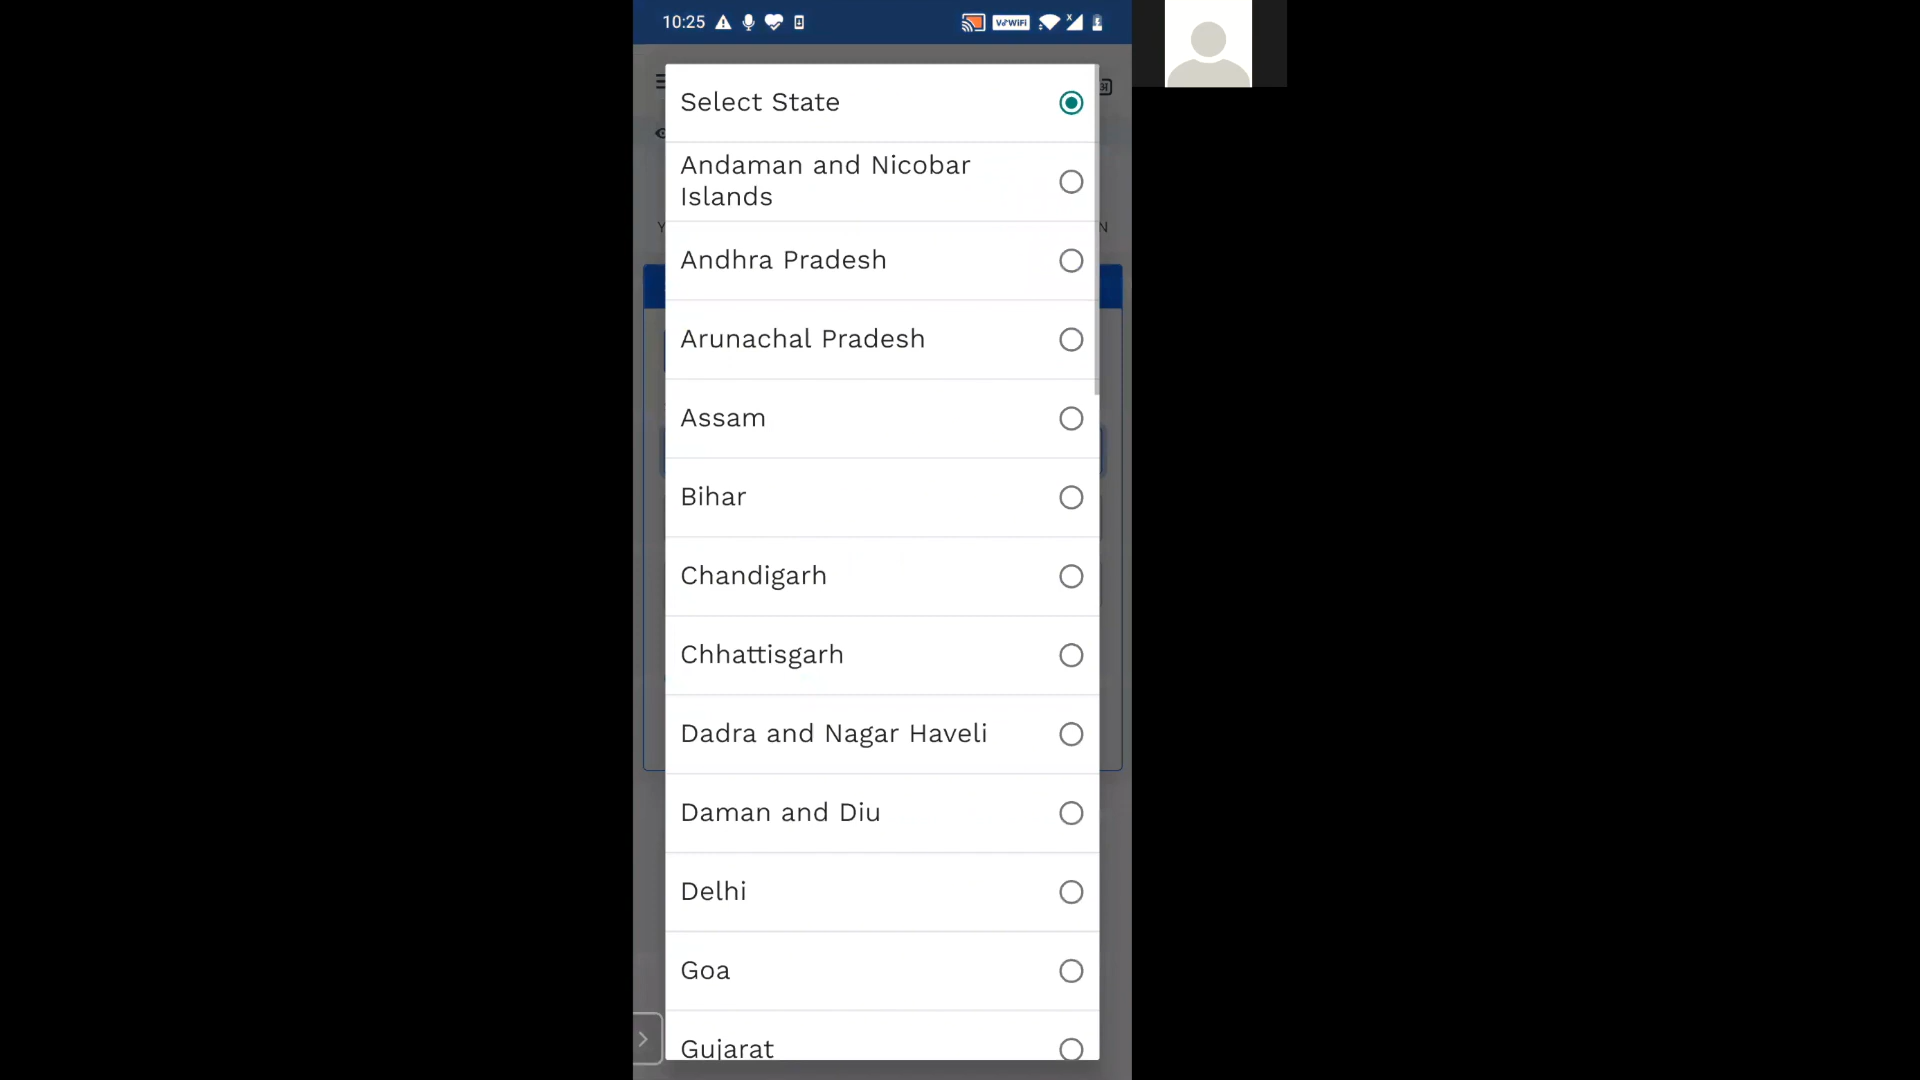 10:25
VoWiFi
Select State
Andaman and Nicobar
Islands
Y
N
Andhra Pradesh
Arunachal Pradesh
Assam
Bihar
Chandigarh
Chhattisgarh
Dadra and Nagar Haveli
Daman and Diu
Delhi
Goa
Gujarat